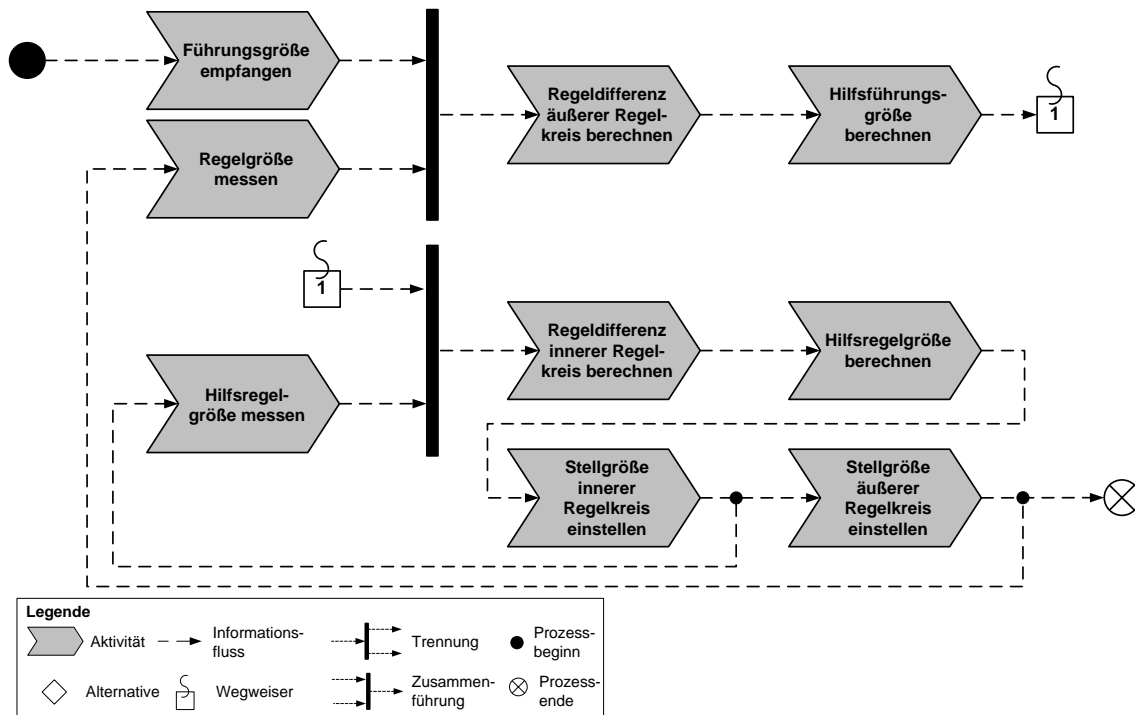 Führungsgröße
empfangen
Regelgröße
messen
Regeldifferenz
äußerer Regel-
kreis berechnen
Hilfsführungs-
größe
berechnen
1
1
Hilfsregel-
größe messen
Regeldifferenz
innerer Regel-
kreis berechnen
Hilfsregelgröße
berechnen
Stellgröße
innerer
Regelkreis
einstellen
Stellgröße
äußerer
Regelkreis
einstellen
Legende
Aktivität
Informations-
fluss
Trennung
Prozess-
beginn
Alternative
Wegweiser
Zusammen-
führung
Prozess-
ende